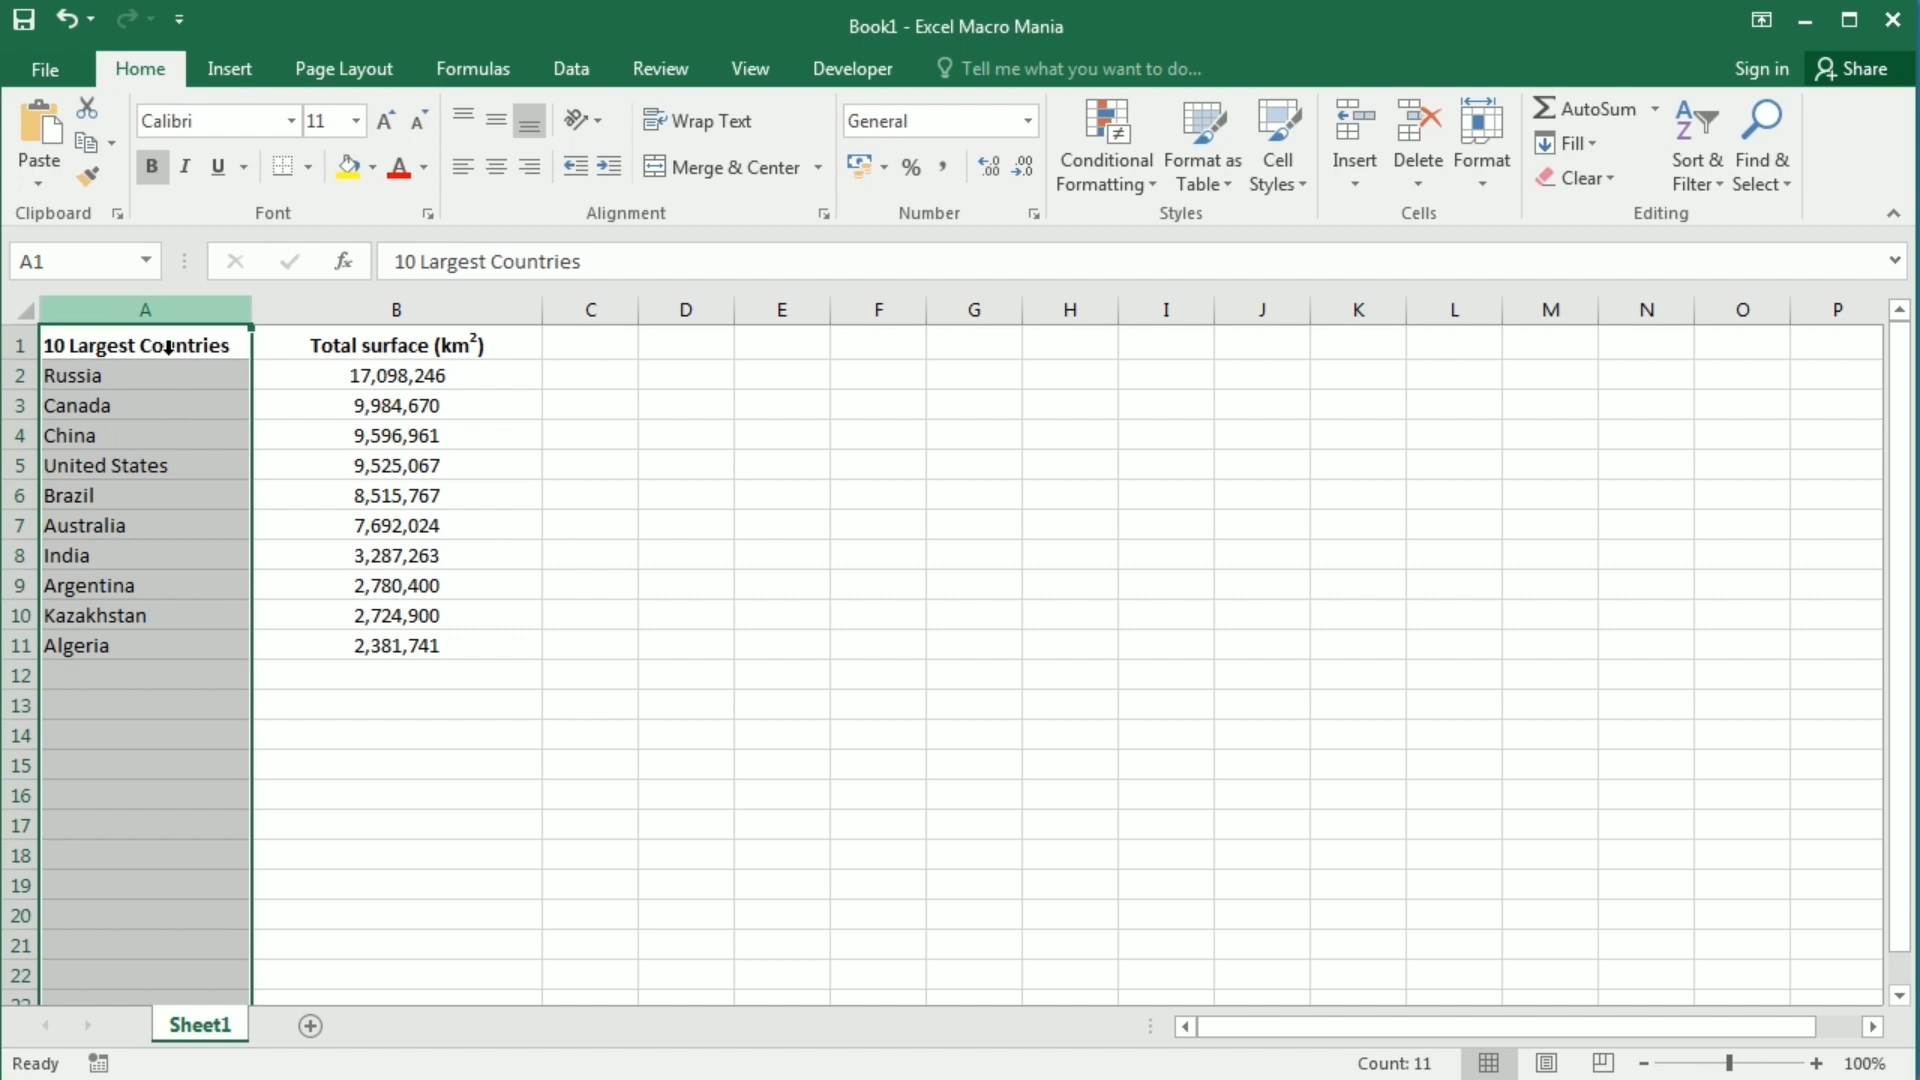 Book1 - Excel Macro Mania
File Home Insert Page Layout Formulas Data Review View Developer Tell me what you want to do... Sign in Share
Calibri 11 Wrap Text General
AutoSum
Fill
Paste B I U Merge & Center % , Conditional Formatting Format as Table Cell Styles Insert Delete Format Clear Sort & Filter Find & Select
Clipboard Font Alignment Number Styles Cells Editing
A1 fx 10 Largest Countries
A B C D E F G H I J K L M N O P
1 10 Largest Countries Total surface (km²)
2 Russia 17,098,246
3 Canada 9,984,670
4 China 9,596,961
5 United States 9,525,067
6 Brazil 8,515,767
7 Australia 7,692,024
8 India 3,287,263
9 Argentina 2,780,400
10 Kazakhstan 2,724,900
11 Algeria 2,381,741
12
13
14
15
16
17
18
19
20
21
22
Sheet1
Ready Count: 11 100%